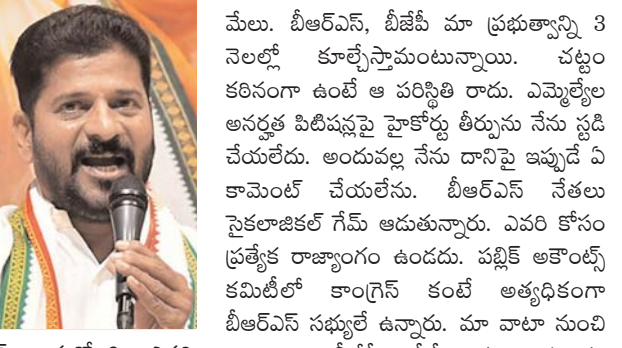 మేలు. బీఆర్ఎస్, బీజేపీ మా ప్రభుత్వాన్ని 3
నెలల్లో కూల్చేస్తామంటున్నాయి. చట్టం
కఠినంగా ఉంటే ఆ పరిస్థితి రాదు. ఎమ్మెల్యేల
అనర్హత పిటిషన్లపై హైకోర్టు తీర్పును నేను స్టడి
చేయలేదు. అందువల్ల నేను దానిపై ఇప్పుడే ఏ
కామెంట్ చేయలేను. బీఆర్ఎస్ నేతలు
సైకలాజికల్ గేమ్ ఆడుతున్నారు. ఎవరి కోసం
ప్రత్యేక రాజ్యాంగం ఉండదు. పబ్లిక్ అకౌంట్స్
కమిటీలో కాంగ్రెస్ కంటే అత్యధికంగా
బీఆర్ఎస్ సభ్యులే ఉన్నారు. మా వాటా నుంచి